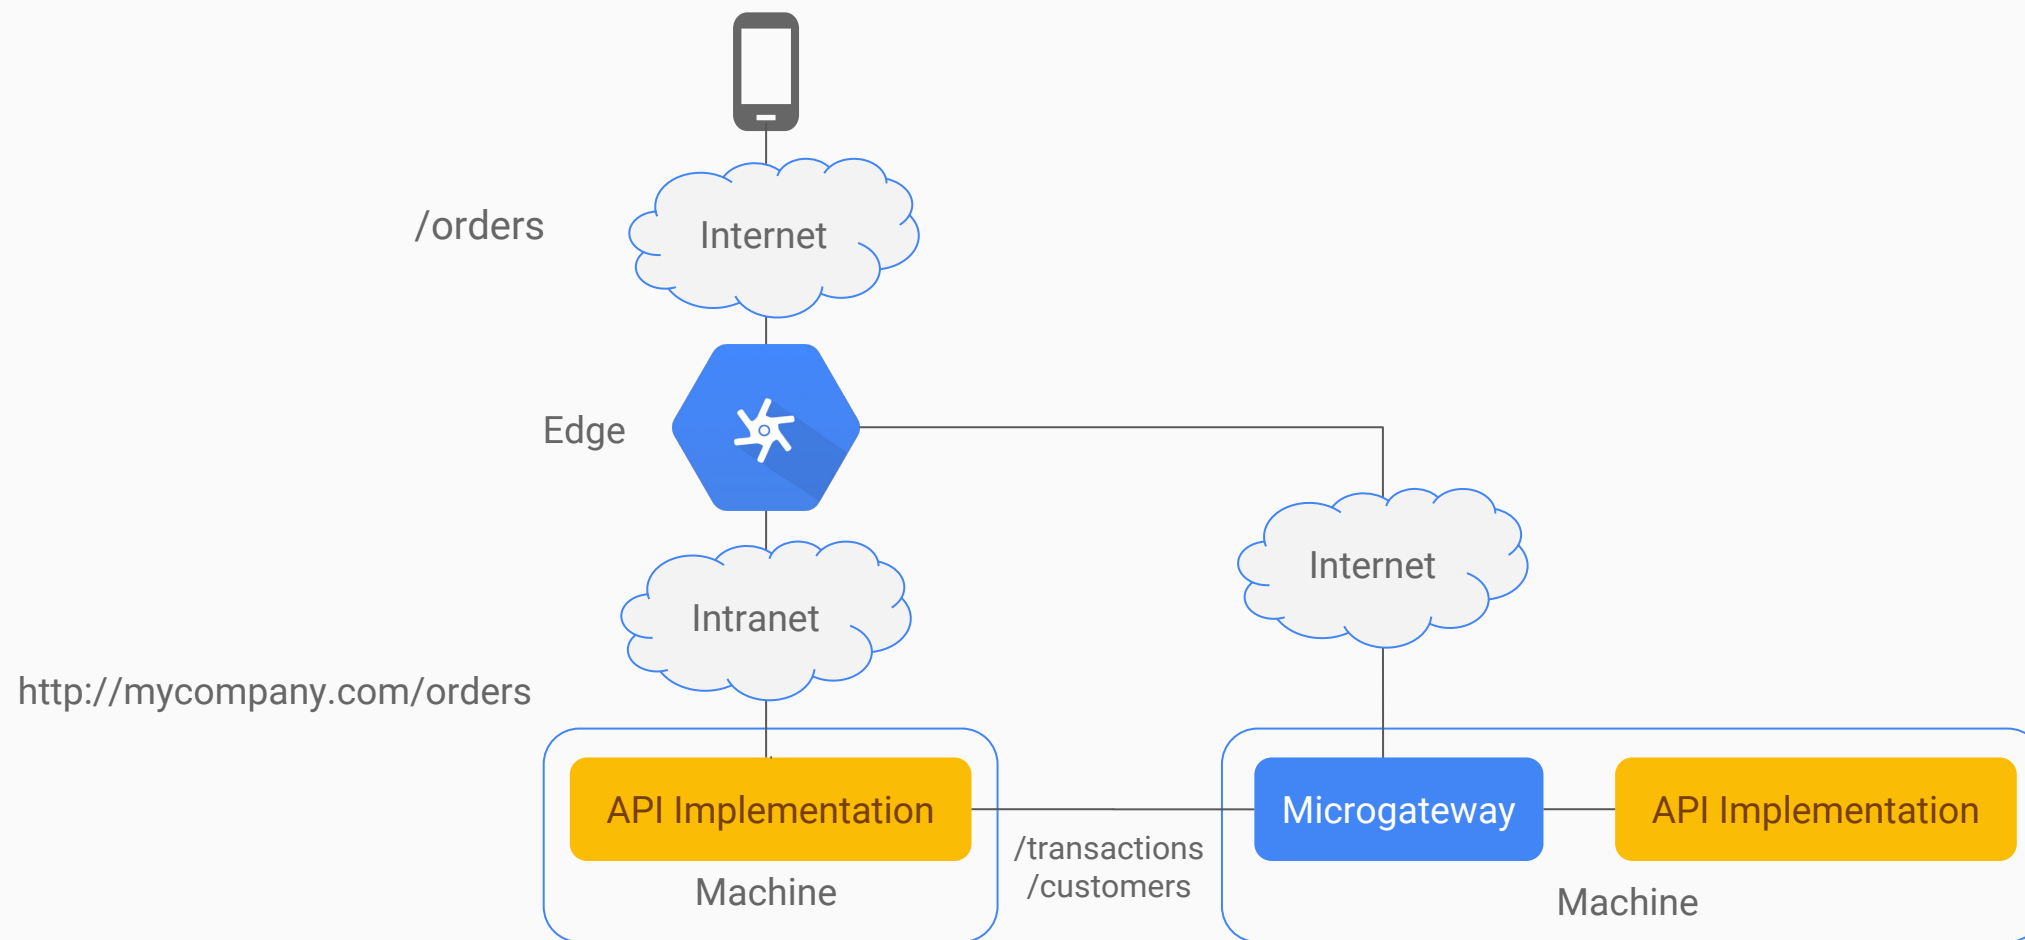 /orders
Internet
Edge
Internet
Intranet
http://mycompany.com/orders
API Implementation
Microgateway
API Implementation
/transactions
/customers
Machine
Machine